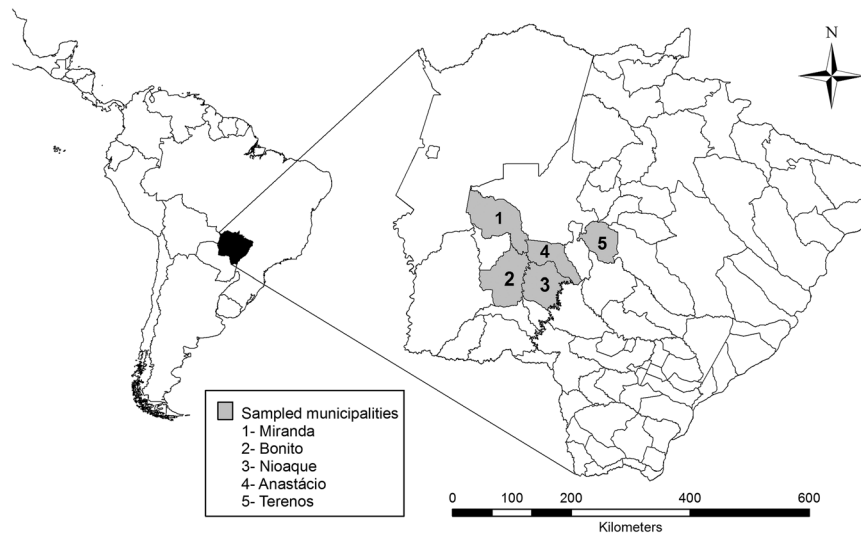 N
1
4
5
2
3
Sampled municipalities
1- Miranda
2- Bonito
3- Nioaque
4- Anastácio
5- Terenos
0 100 200 400 600
Kilometers